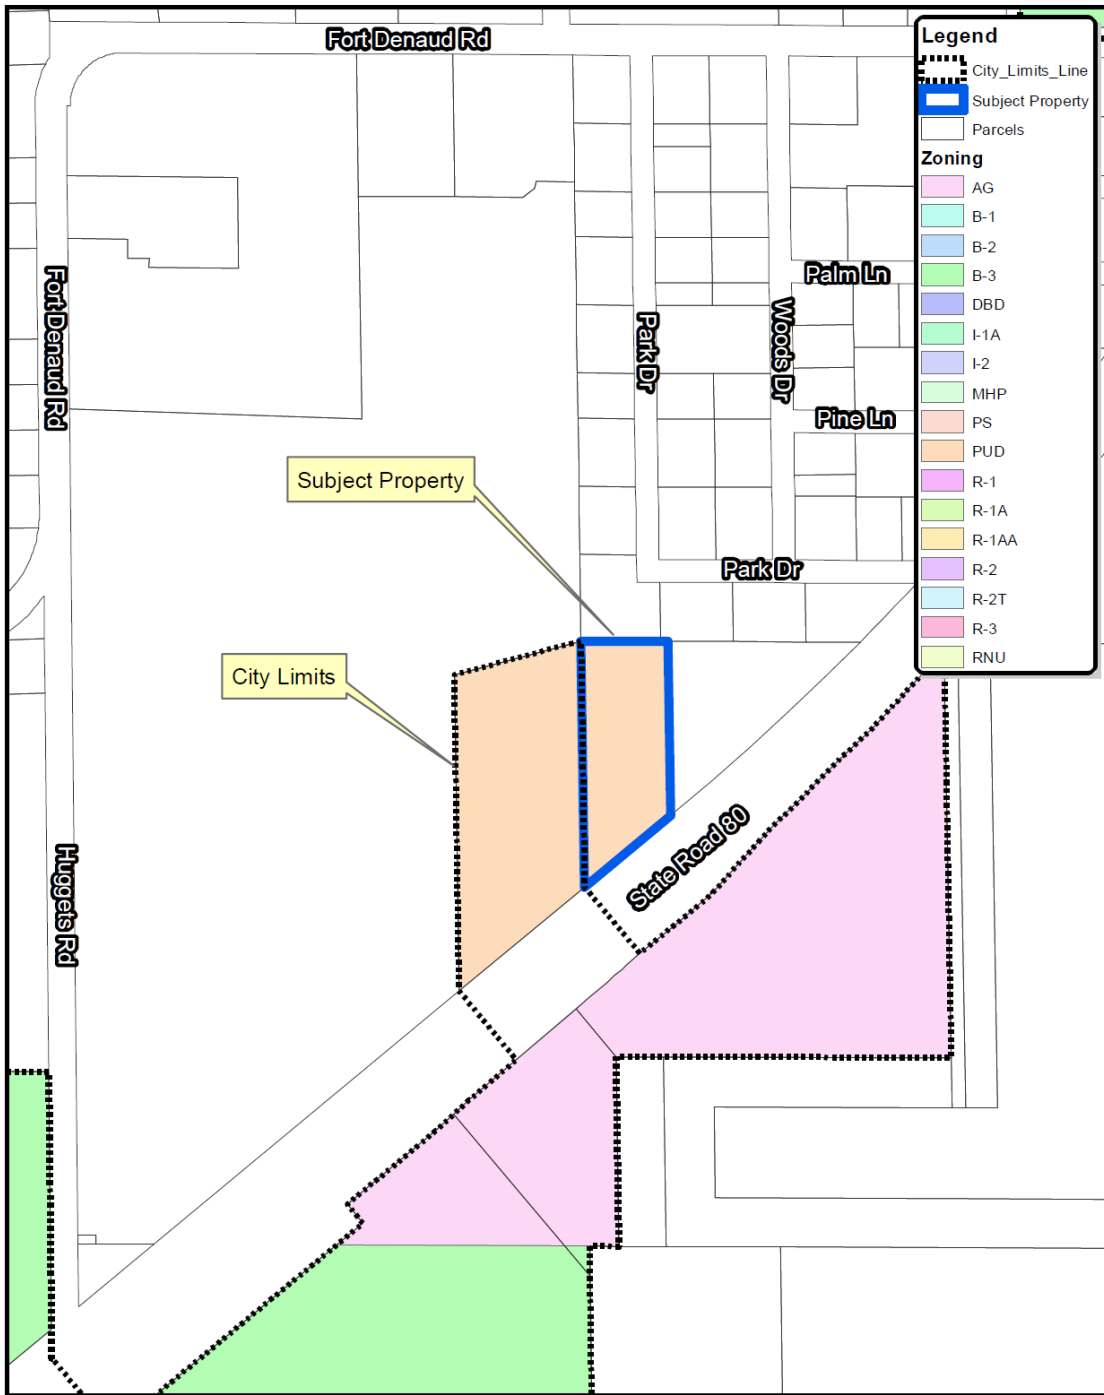 Fort Denaud Rd
Legend
City_Limits_Line
Subject Property
Parcels
Zoning
AG
B-1
B-2
B-3
DBD
I-1A
I-2
MHP
PS
PUD
R-1
R-1A
R-1AA
R-2
R-2T
R-3
RNU
Palm Ln
Fort Denaud Rd
Park Dr
Woods Dr
Pine Ln
Subject Property
Park Dr
City Limits
State Road 80
Huggets Rd